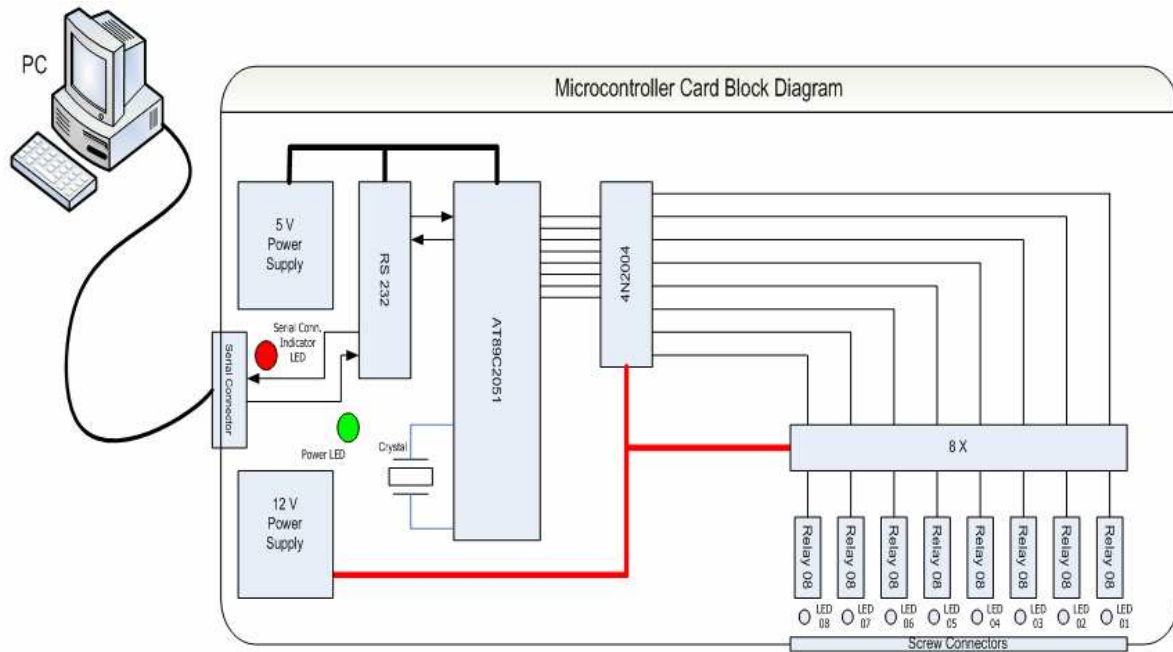 PC
Microcontroller Card Block Diagram
5 V
Power
Supply
RS 232
AT89C2051
4N2004
Serial Conn.
Indicator
LED
Serial Connector
Power LED
Crystal
12 V
Power
Supply
8 X
Relay 08
Relay 08
Relay 08
Relay 08
Relay 08
Relay 08
Relay 08
Relay 08
LED
08
LED
07
LED
06
LED
05
LED
04
LED
03
LED
02
LED
01
Screw Connectors